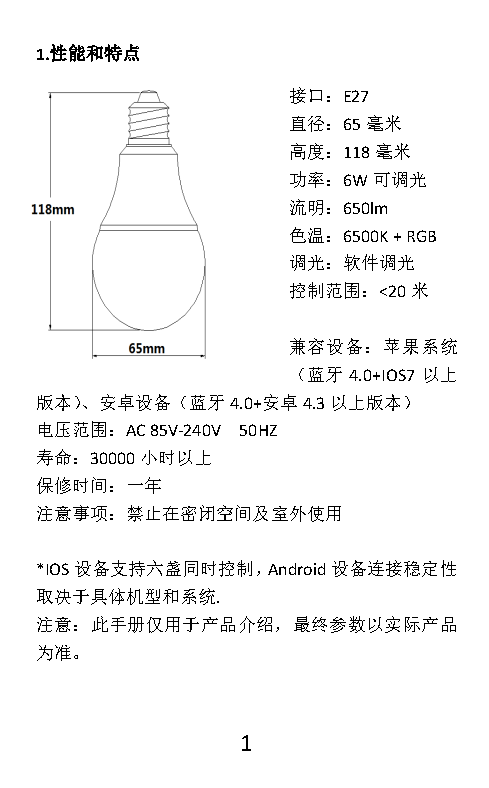 1.性能和特点
接口：E27
直径：65 毫米
高度：118 毫米
功率：6W 可调光
流明：650lm
色温：6500K + RGB
调光：软件调光
控制范围：<20 米
118mm
65mm
兼容设备：苹果系统
（蓝牙 4.0+IOS7 以上
版本）、安卓设备（蓝牙 4.0+安卓 4.3 以上版本）
电压范围：AC 85V-240V 50HZ
寿命：30000 小时以上
保修时间：一年
注意事项：禁止在密闭空间及室外使用
*IOS 设备支持六盏同时控制，Android 设备连接稳定性
取决于具体机型和系统.
注意：此手册仅用于产品介绍，最终参数以实际产品
为准。
1